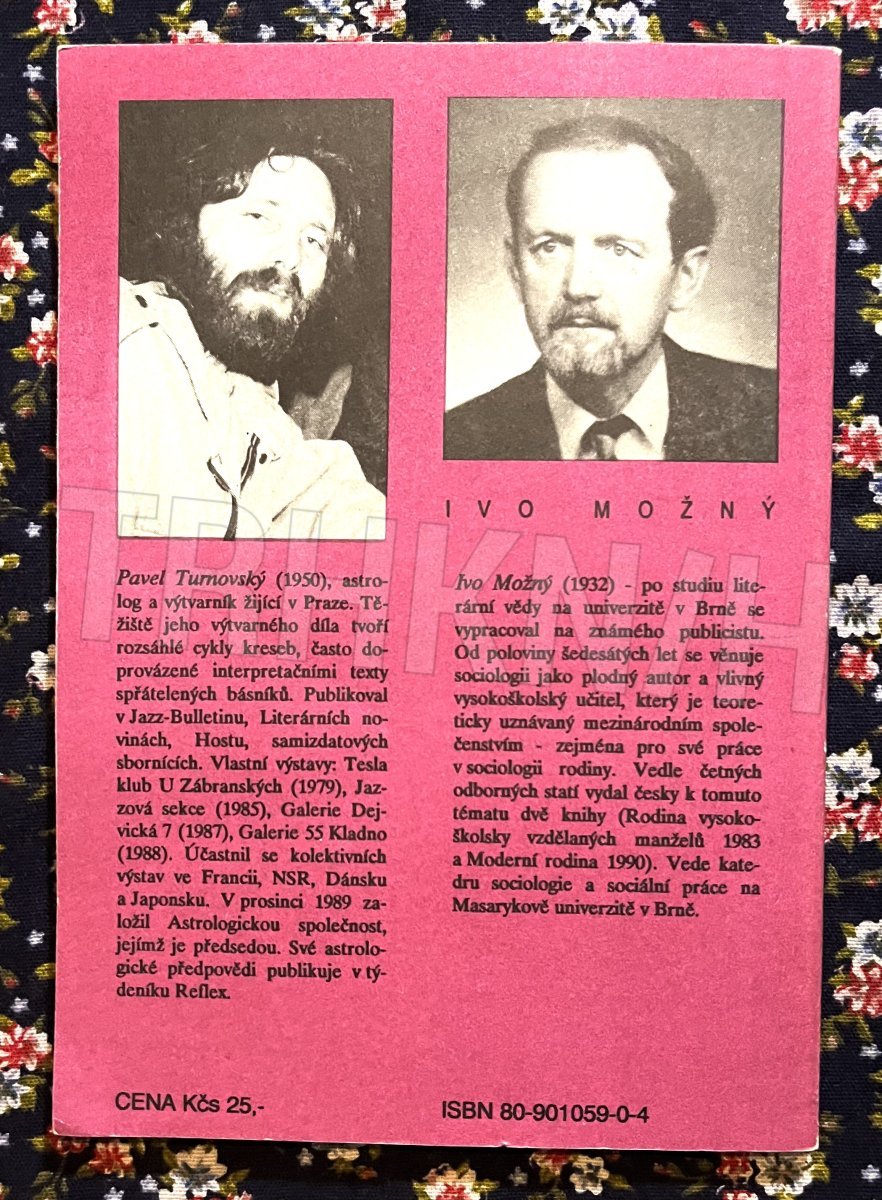 IVO MOŽNÝ
Pavel Turnovský (1950), astro-
log a výtvarník žijící v Praze. Tě-
žiště jeho výtvarného díla tvoří
rozsáhlé cykly kreseb, často do-
provázené interpretačními texty
spřátelených básníků. Publikoval
v Jazz-Bulletinu, Literárních no-
vinách, Hostu, samizdatových
sbornících. Vlastní výstavy: Tesla
klub U Zábranských (1979), Jaz-
zová sekce (1985), Galerie Dej-
vická 7 (1987), Galerie 55 Kladno
(1988). Účastnil se kolektivních
výstav ve Francii, NSR, Dánsku
a Japonsku. V prosinci 1989 za-
ložil Astrologickou společnost,
jejímž je předsedou. Své astrolo-
gické předpovědi publikuje v tý-
deníku Reflex.
Ivo Možný (1932) - po studiu lite-
rární vědy na univerzitě v Brně se
vypracoval na známého publicistu.
Od poloviny šedesátých let se věnuje
sociologii jako plodný autor a vlivný
vysokoškolský učitel, který je teore-
ticky uznávaný mezinárodním spole-
čenstvím - zejména pro své práce
v sociologii rodiny. Vedle četných
odborných statí vydal česky k tomuto
tématu dvě knihy (Rodina vysoko-
školsky vzdělaných manželů 1983
a Moderní rodina 1990). Vede kate-
dru sociologie a sociální práce na
Masarykově univerzitě v Brně.
CENA Kčs 25,-
ISBN 80-901059-0-4